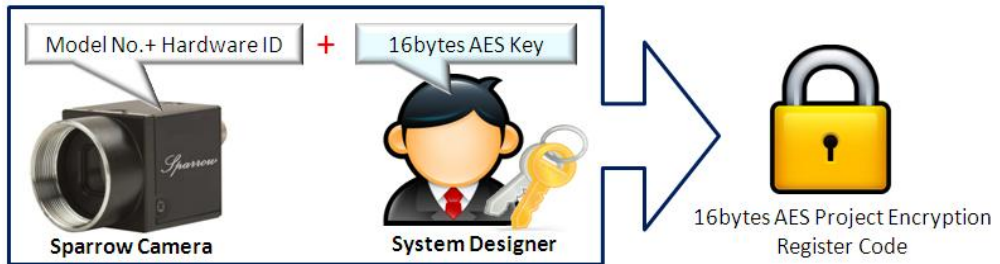 Model No.+ Hardware ID
+
16bytes AES Key
Sparrow
Sparrow Camera
System Designer
16bytes AES Project Encryption
Register Code